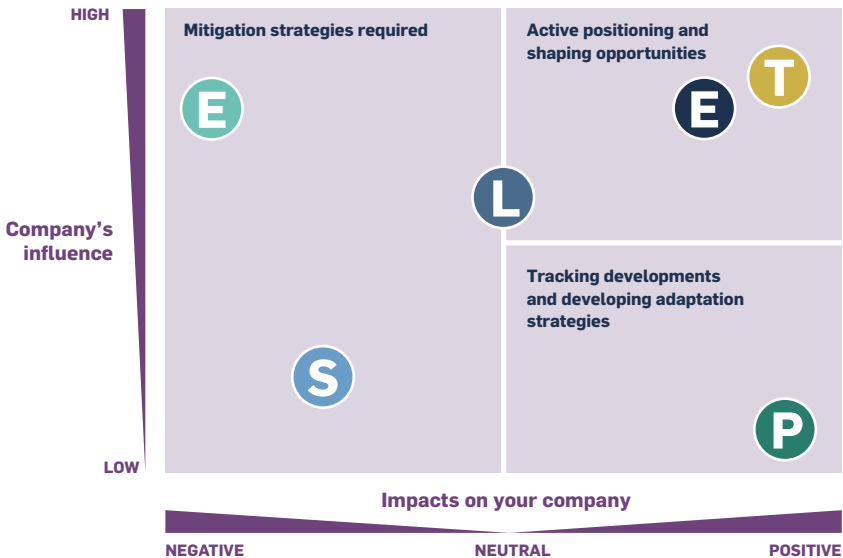 HIGH
Mitigation strategies required
Active positioning and
shaping opportunities
T
E
E
L
Company's
influence
Tracking developments
and developing adaptation
strategies
S
P
LOW
Impacts on your company
NEGATIVE
NEUTRAL
POSITIVE